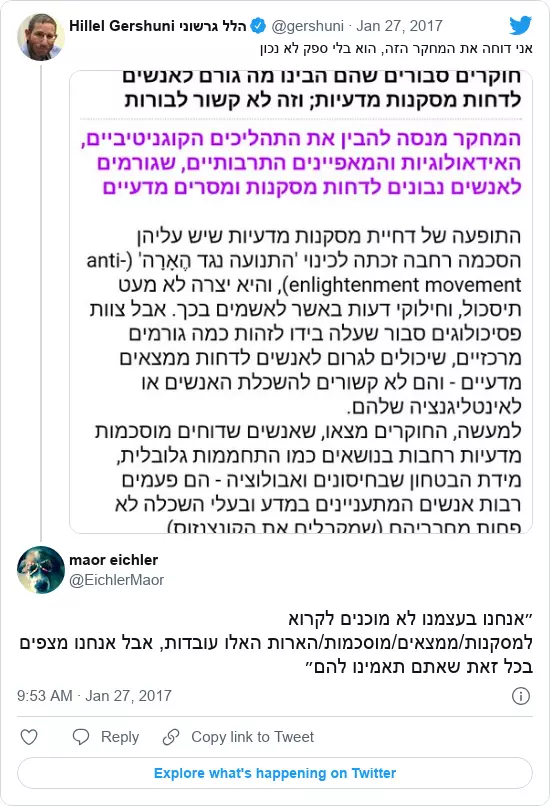 Hillel Gershuni הלל גרשוני @gershuni · Jan 27, 2017
אני דוחה את המחקר הזה, הוא בלי ספק לא נכון
חוקרים סבורים שהם הבינו מה גורם לאנשים
לדחות מסקנות מדעיות; וזה לא קשור לבורות
המחקר מנסה להבין את התהליכים הקוגניטיביים,
האידאולוגיות והמאפיינים התרבותיים, שגורמים
לאנשים נבונים לדחות מסקנות ומסרים מדעיים
התופעה של דחיית מסקנות מדעיות שיש עליהן
הסכמה רחבה זכתה לכינוי 'התנועה נגד הֶאָרָה' (anti-
enlightenment movement), והיא יצרה לא מעט
תיסכול, וחילוקי דעות באשר לאשמים בכך. אבל צוות
פסיכולוגים סבור שעלה בידו לזהות כמה גורמים
מרכזיים, שיכולים לגרום לאנשים לדחות ממצאים
מדעיים - והם לא קשורים להשכלת האנשים או
לאינטליגנציה שלהם.
למעשה, החוקרים מצאו, שאנשים שדוחים מוסכמות
מדעיות רחבות בנושאים כמו התחממות גלובלית,
מידת הבטחון שבחיסונים ואבולוציה - הם פעמים
רבות אנשים המתעניינים במדע ובעלי השכלה לא
פחות מחבריהם (שמקבלים את הקונצנזוס)
maor eichler
@EichlerMaor
״אנחנו בעצמנו לא מוכנים לקרוא
למסקנות/ממצאים/מוסכמות/הארות האלו עובדות, אבל אנחנו מצפים
בכל זאת שאתם תאמינו להם״
9:53 AM · Jan 27, 2017
Reply Copy link to Tweet
Explore what's happening on Twitter